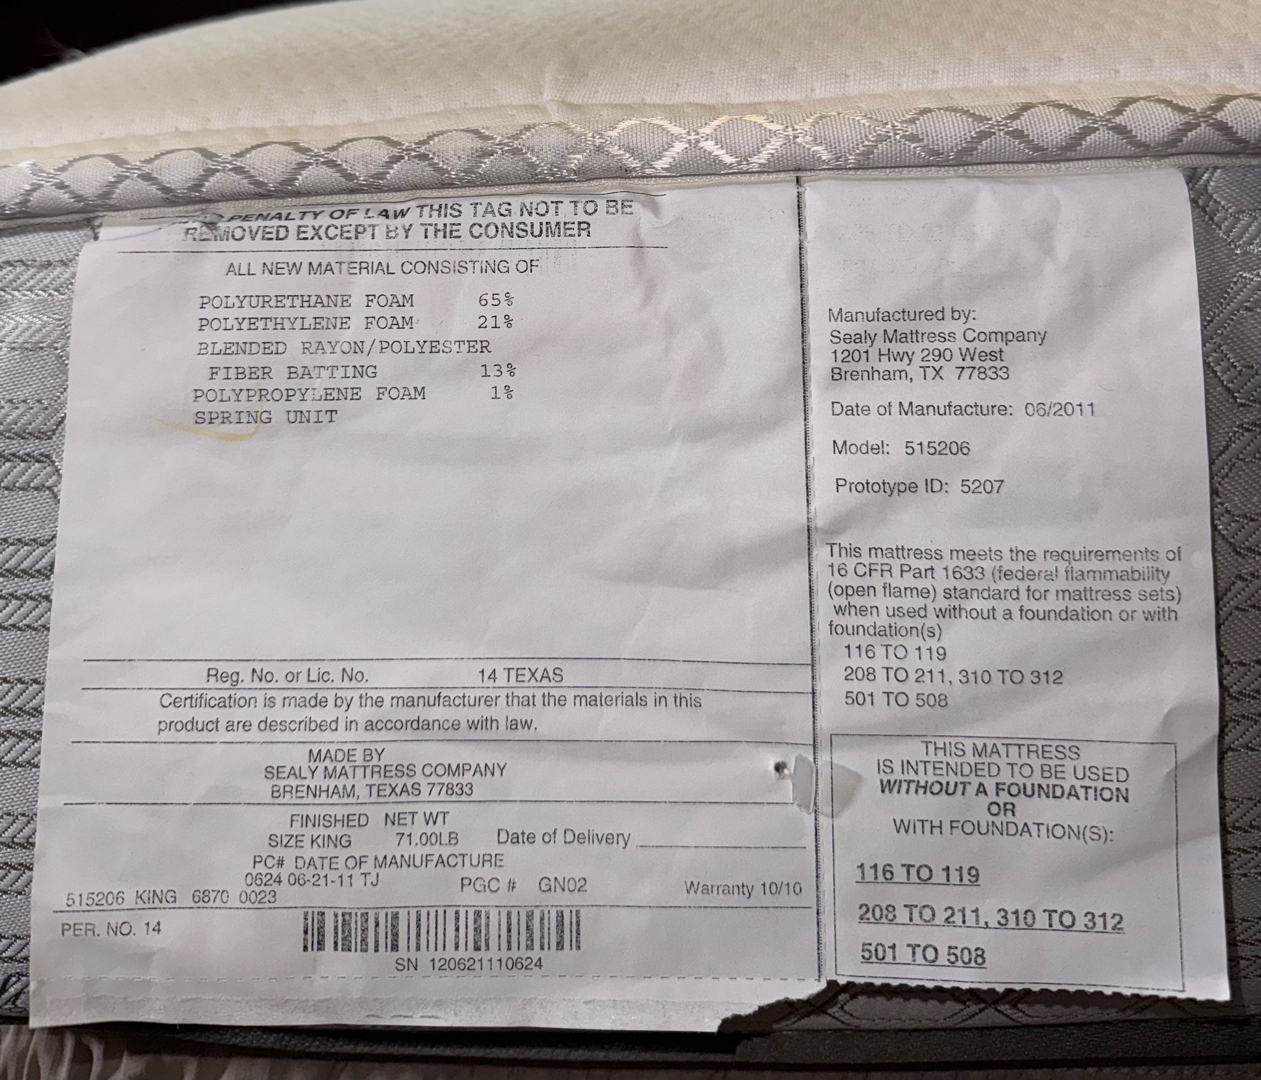 PENALTY OF LAW THIS TAG NOT TO BE
REMOVED EXCEPT BY THE CONSUMER
ALL NEW MATERIAL CONSISTING OF
POLYURETHANE FOAM 65%
POLYETHYLENE FOAM 21%
BLENDED RAYON/POLYESTER
FIBER BATTING 13%
POLYPROPYLENE FOAM 1%
SPRING UNIT
Reg. No. or Lic. No. 14 TEXAS
Certification is made by the manufacturer that the materials in this
product are described in accordance with law.
MADE BY
SEALY MATTRESS COMPANY
BRENHAM, TEXAS 77833
FINISHED NET WT
SIZE KING 71.00LB Date of Delivery
PC# DATE OF MANUFACTURE
0624 06-21-11 TJ PGC # GN02 Warranty 10/10
515206 KING 6870 0023
PER. NO. 14
SN 120621110624
Manufactured by:
Sealy Mattress Company
1201 Hwy 290 West
Brenham, TX 77833
Date of Manufacture: 06/2011
Model: 515206
Prototype ID: 5207
This mattress meets the requirements of
16 CFR Part 1633 (federal flammability
(open flame) standard for mattress sets)
when used without a foundation or with
foundation(s)
116 TO 119
208 TO 211, 310 TO 312
501 TO 508
THIS MATTRESS
IS INTENDED TO BE USED
WITHOUT A FOUNDATION
OR
WITH FOUNDATION(S):
116 TO 119
208 TO 211, 310 TO 312
501 TO 508